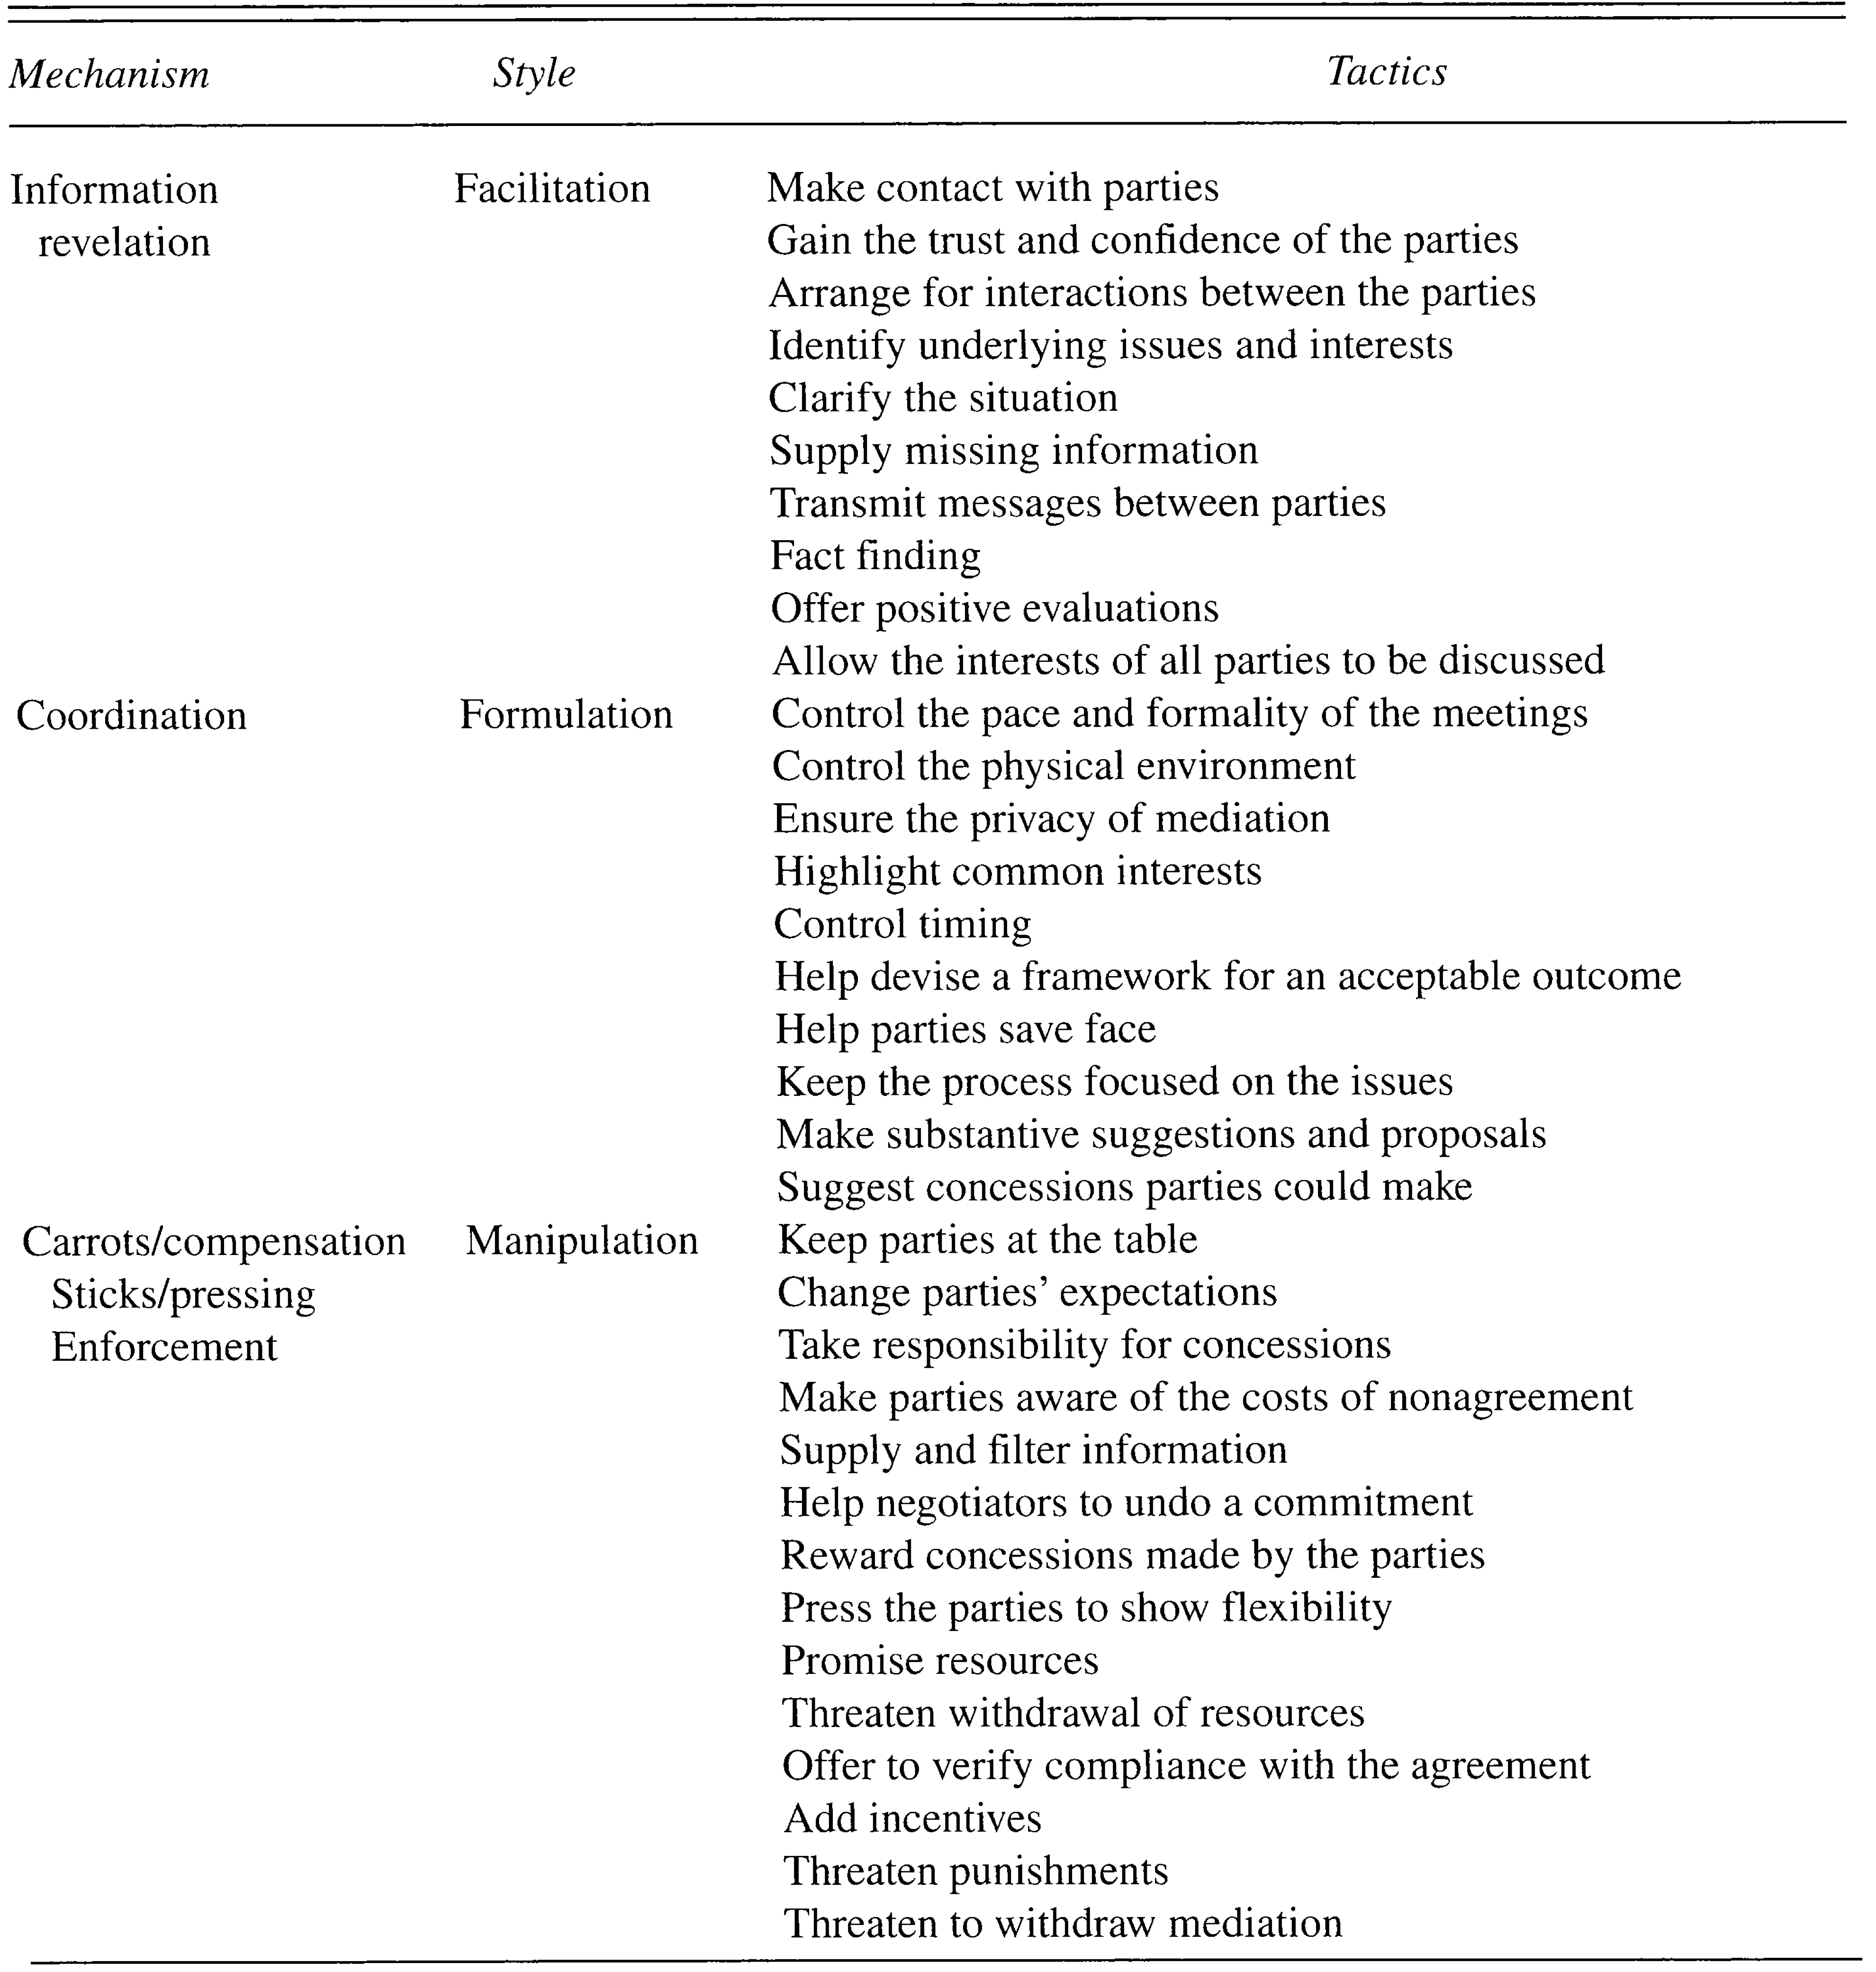 Mechanism Style Tactics
Information Facilitation Make contact with parties
revelation Gain the trust and confidence of the parties
Arrange for interactions between the parties
Identify underlying issues and interests
Clarify the situation
Supply missing information
Transmit messages between parties
Fact finding
Offer positive evaluations
Allow the interests of all parties to be discussed
Coordination Formulation Control the pace and formality of the meetings
Control the physical environment
Ensure the privacy of mediation
Highlight common interests
Control timing
Help devise a framework for an acceptable outcome
Help parties save face
Keep the process focused on the issues
Make substantive suggestions and proposals
Suggest concessions parties could make
Carrots/compensation Manipulation Keep parties at the table
Sticks/pressing Change parties’ expectations
Enforcement Take responsibility for concessions
Make parties aware of the costs of nonagreement
Supply and filter information
Help negotiators to undo a commitment
Reward concessions made by the parties
Press the parties to show flexibility
Promise resources
Threaten withdrawal of resources
Offer to verify compliance with the agreement
Add incentives
Threaten punishments
Threaten to withdraw mediation